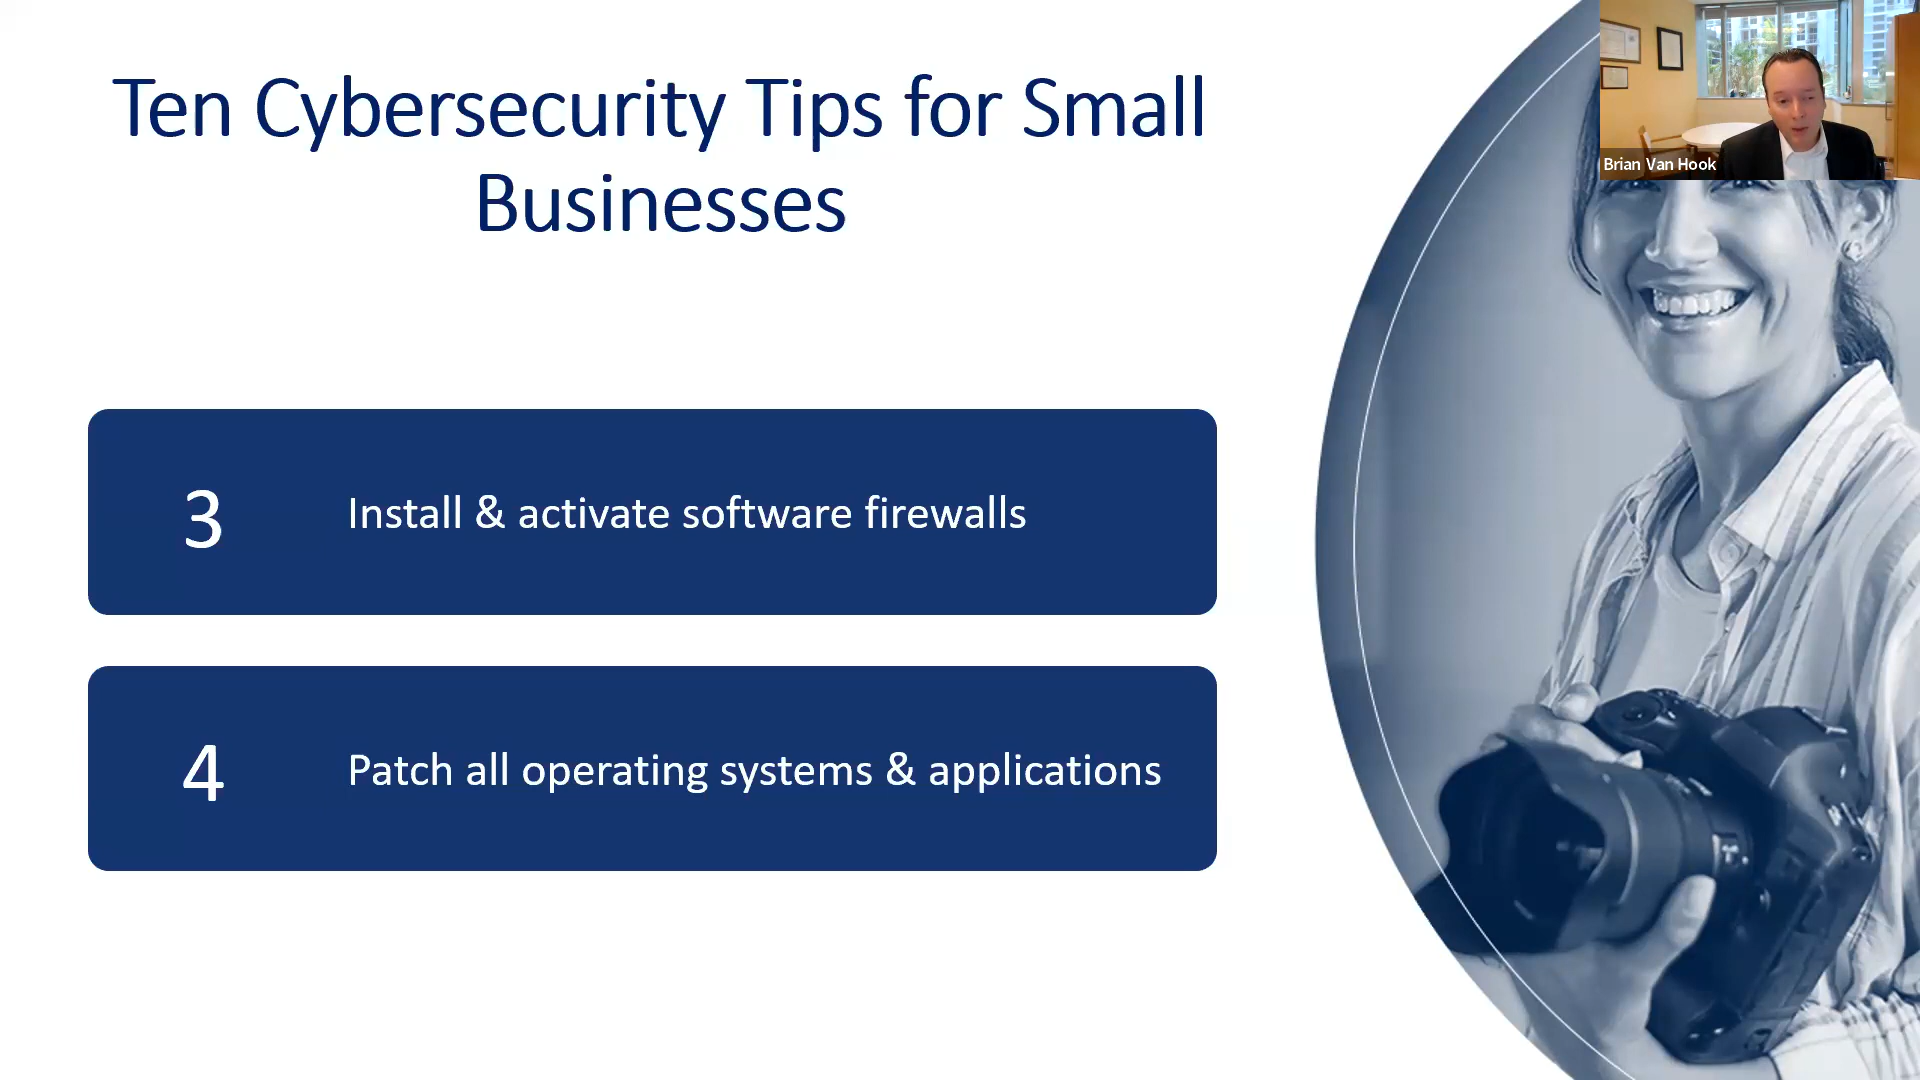 Ten Cybersecurity Tips for Small
Businesses
Brian Van Hook
3
Install & activate software firewalls
4
Patch all operating systems & applications